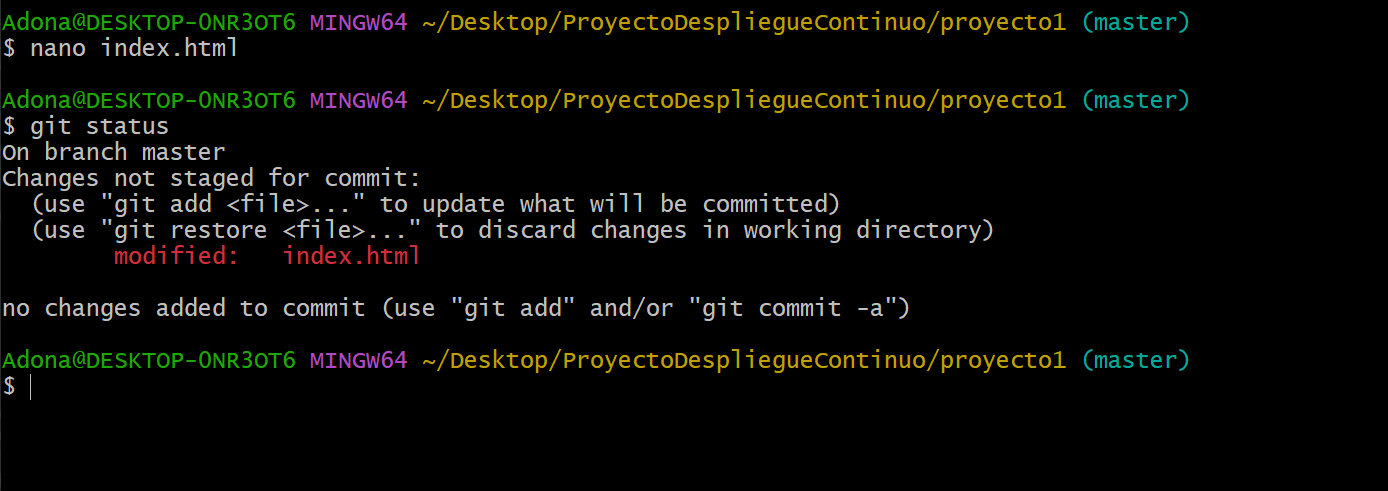 Adona@DESKTOP-0NR3OT6 MINGW64 ~/Desktop/ProyectoDespliegueContinuo/proyecto1 (master)
$ nano index.html
Adona@DESKTOP-0NR3OT6 MINGW64 ~/Desktop/ProyectoDespliegueContinuo/proyecto1 (master)
$ git status
On branch master
Changes not staged for commit:
  (use "git add <file>..." to update what will be committed)
  (use "git restore <file>..." to discard changes in working directory)
        modified:   index.html
no changes added to commit (use "git add" and/or "git commit -a")
Adona@DESKTOP-0NR3OT6 MINGW64 ~/Desktop/ProyectoDespliegueContinuo/proyecto1 (master)
$